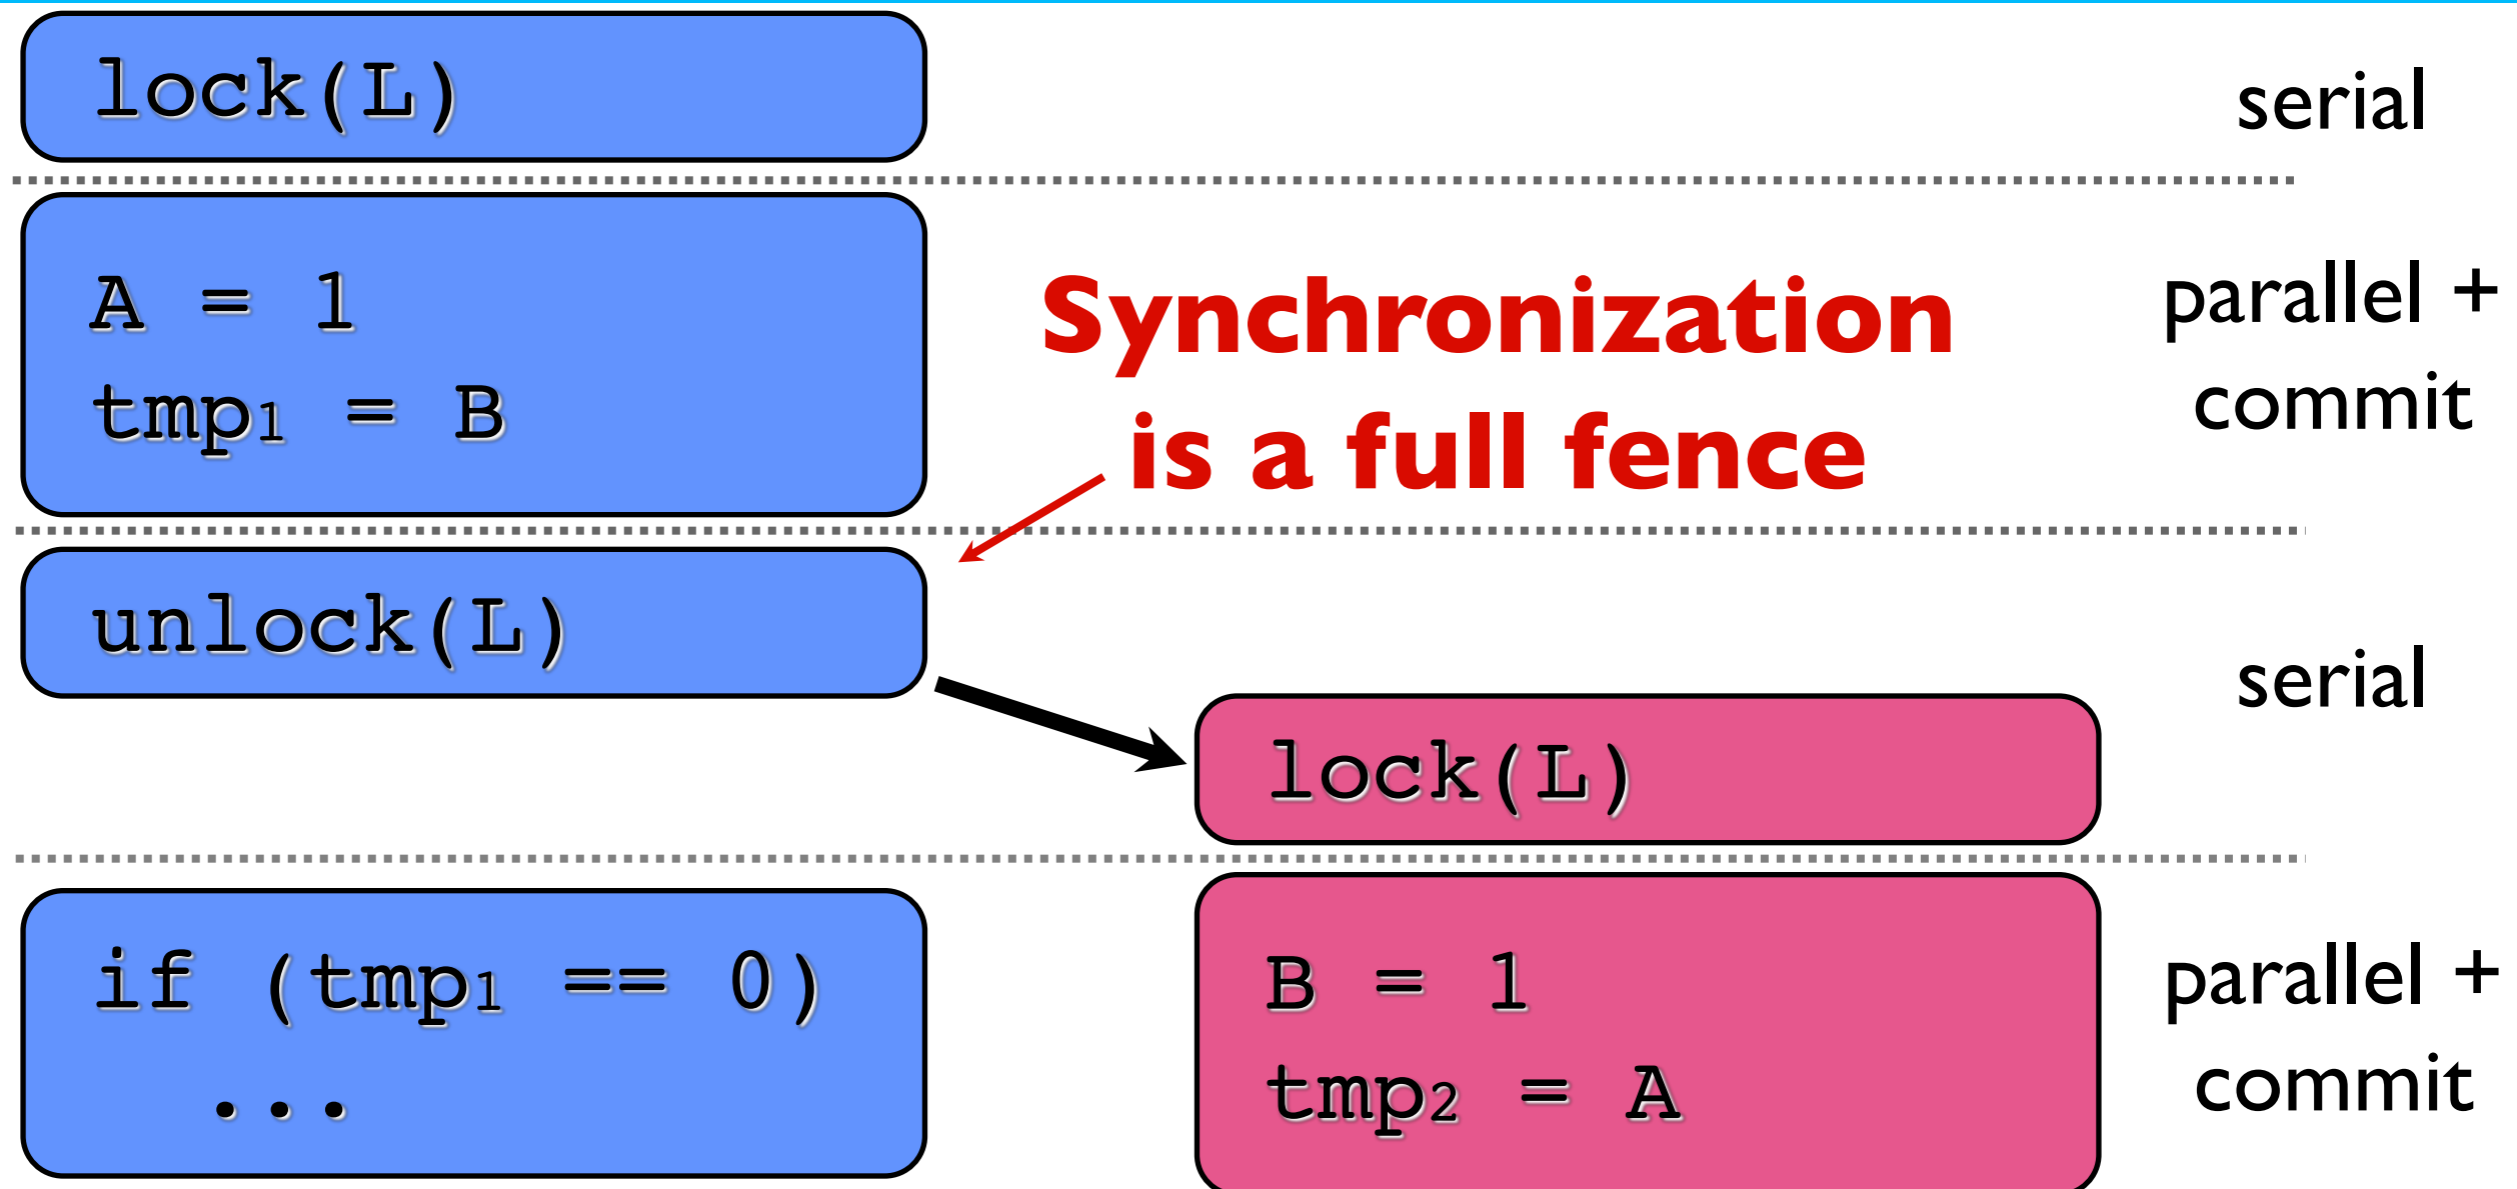 lock(L)
serial
A = 1
tmp₁ = B
Synchronization
is a full fence
parallel +
commit
unlock(L)
serial
lock(L)
if (tmp₁ == 0)
...
B = 1
tmp₂ = A
parallel +
commit